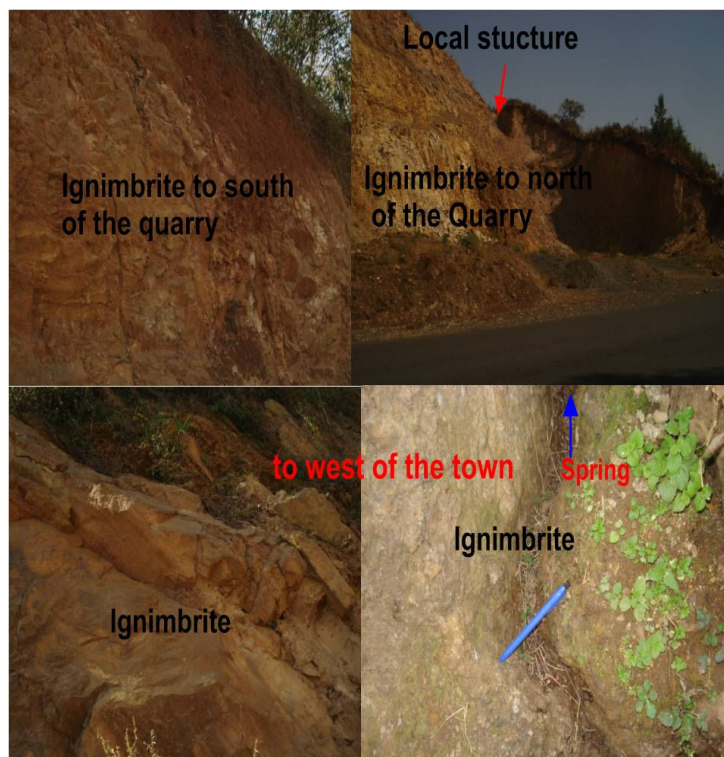 Local stucture
Ignimbrite to south
of the quarry
Ignimbrite to north
of the Quarry
to west of the town
Spring
Ignimbrite
Ignimbrite